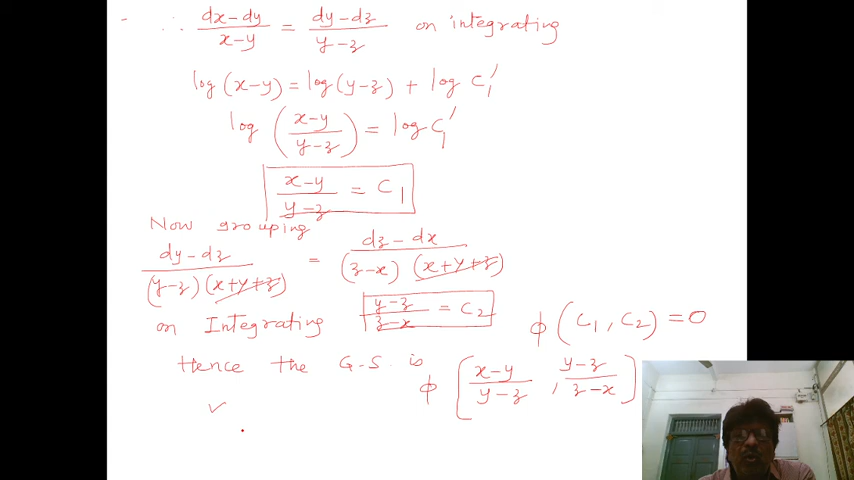 ∴ dx-dy/x-y = dy-dz/y-z on integrating
log(x-y) = log(y-z) + log C₁'
log(x-y/y-z) = log C₁'
x-y/y-z = C₁
Now grouping
dy-dz/(y-z)(x+y+z) = dz-dx/(z-x)(x+y+z)
on Integrating y-z/z-x = C₂
ϕ(C₁, C₂) = 0
Hence the G.S. is ϕ[x-y/y-z, y-z/z-x]